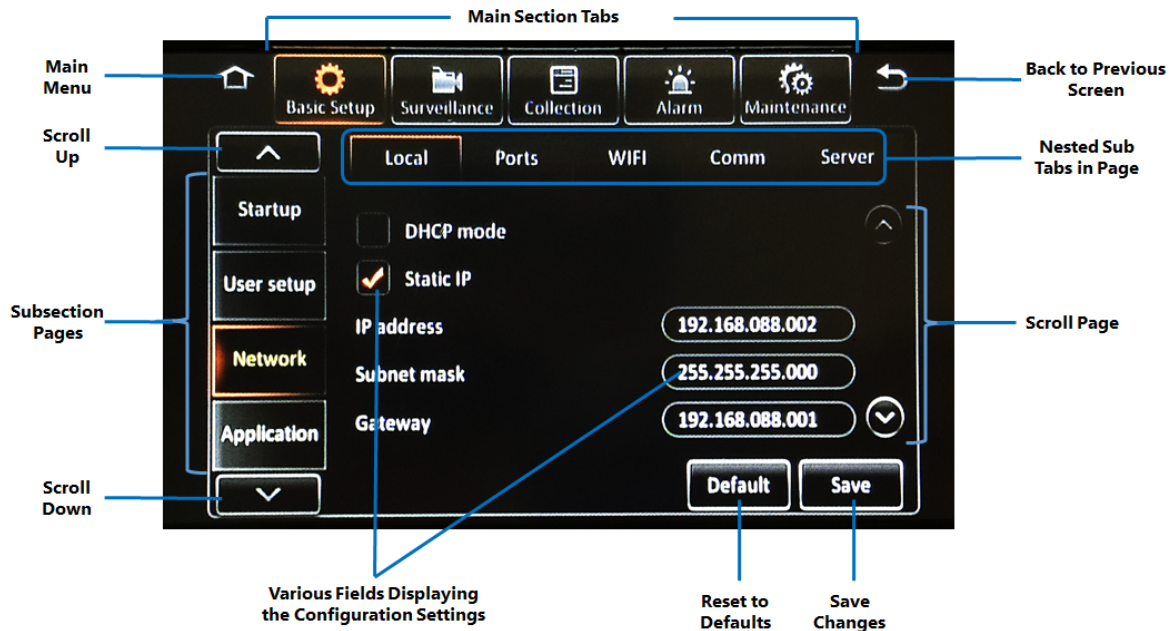 Main Section Tabs
Main
Menu
Basic Setup
Surveillance
Collection
Alarm
Maintenance
Back to Previous
Screen
Scroll
Up
Local
Ports
WIFI
Comm
Server
Nested Sub
Tabs in Page
Startup
DHCP mode
User setup
Static IP
Subsection
Pages
IP address
192.168.088.002
Scroll Page
Network
Subnet mask
255.255.255.000
Application
Gateway
192.168.088.001
Scroll
Down
Default
Save
Various Fields Displaying
the Configuration Settings
Reset to
Defaults
Save
Changes